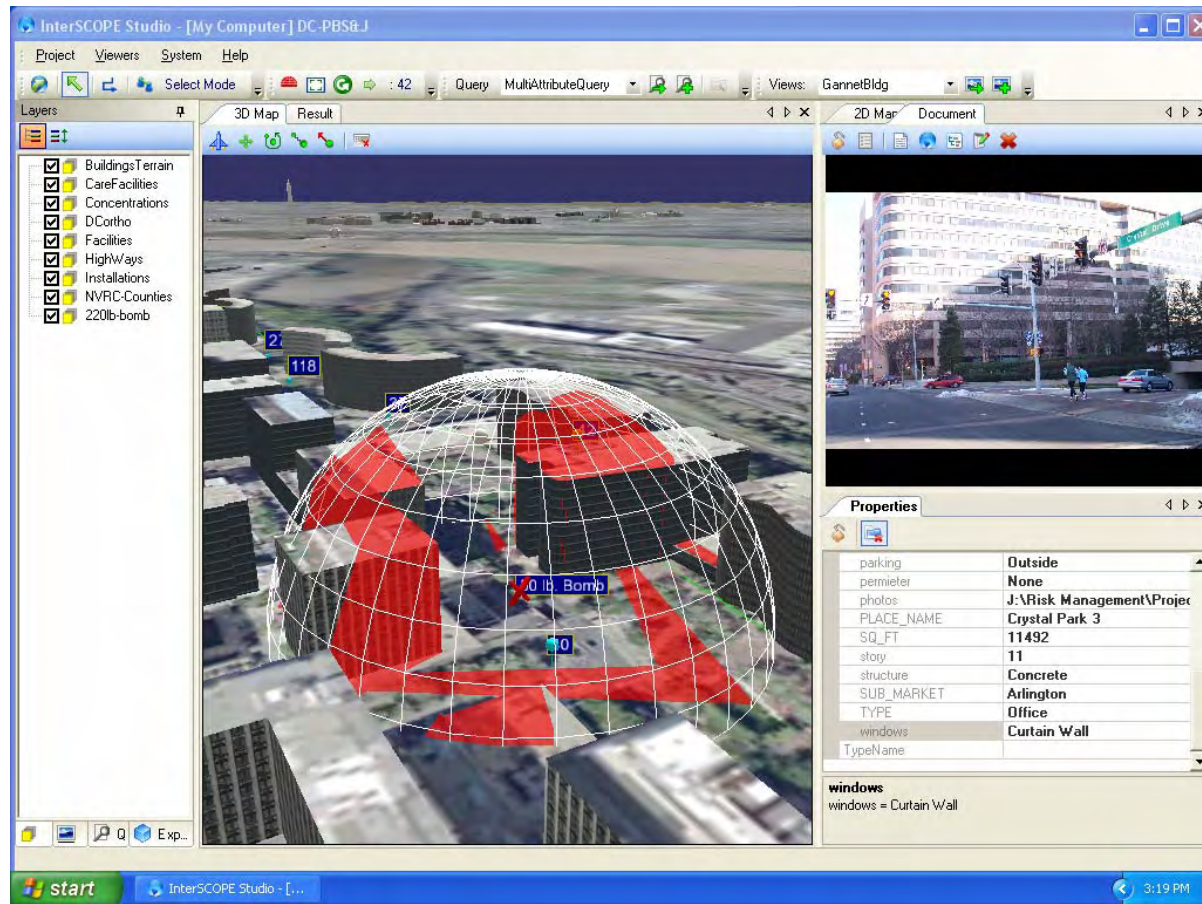 InterSCOPE Studio - [My Computer] DC-PBS&J
Project Viewers System Help
Select Mode : 42 Query MultiAttributeQuery Views: GannetBldg
Layers
BuildingsTerrain
CareFacilities
Concentrations
DCortho
Facilities
HighWays
Installations
NVRC-Counties
220lb-bomb
Q Exp...
3D Map Result
27
118
0 lb. Bomb
2D Map Document
Crystal Drive
Properties
parking Outside
permieter None
photos J:\Risk Management\Projec
PLACE_NAME Crystal Park 3
SQ_FT 11492
story 11
structure Concrete
SUB_MARKET Arlington
TYPE Office
windows Curtain Wall
TypeName
windows
windows = Curtain Wall
start InterSCOPE Studio - [... 3:19 PM